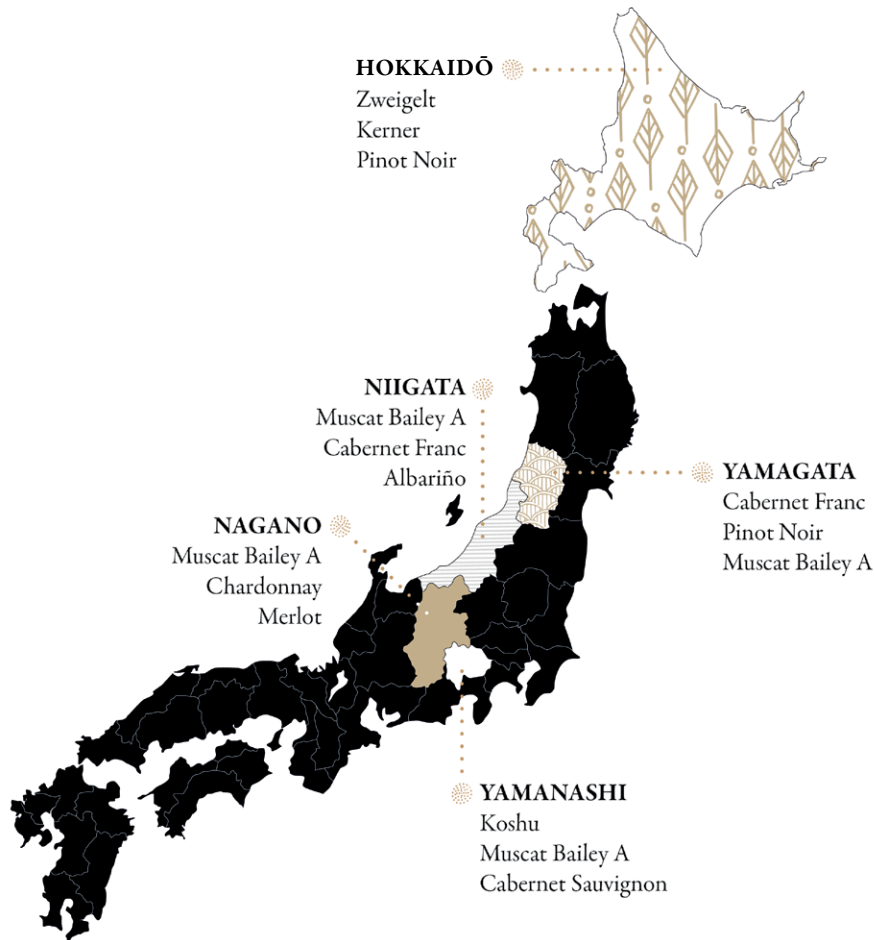 HOKKAIDŌ
Zweigelt
Kerner
Pinot Noir
NIIGATA
Muscat Bailey A
Cabernet Franc
Albariño
YAMAGATA
Cabernet Franc
Pinot Noir
Muscat Bailey A
NAGANO
Muscat Bailey A
Chardonnay
Merlot
YAMANASHI
Koshu
Muscat Bailey A
Cabernet Sauvignon